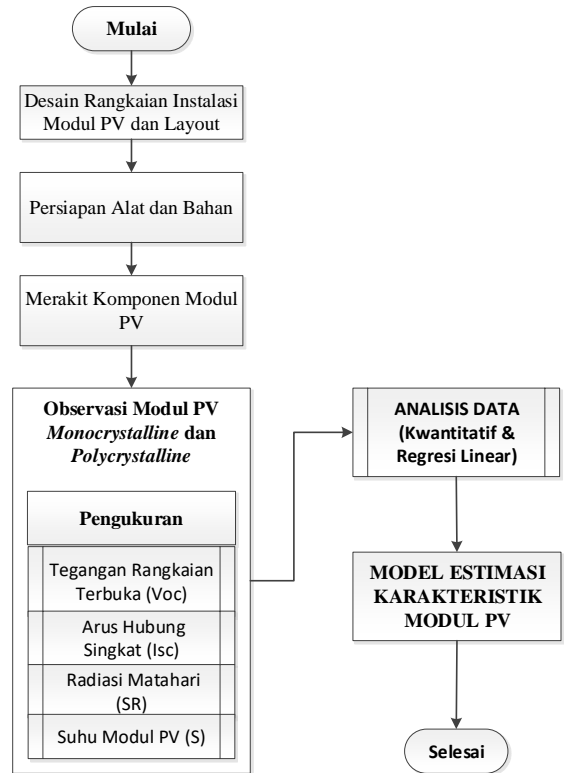 Mulai
Desain Rangkaian Instalasi
Modul PV dan Layout
Persiapan Alat dan Bahan
Merakit Komponen Modul
PV
Observasi Modul PV
Monocrystalline dan
Polycrystalline
Pengukuran
Tegangan Rangkaian
Terbuka (Voc)
Arus Hubung
Singkat (Isc)
Radiasi Matahari
(SR)
Suhu Modul PV (S)
ANALISIS DATA
(Kwantitatif &
Regresi Linear)
MODEL ESTIMASI
KARAKTERISTIK
MODUL PV
Selesai